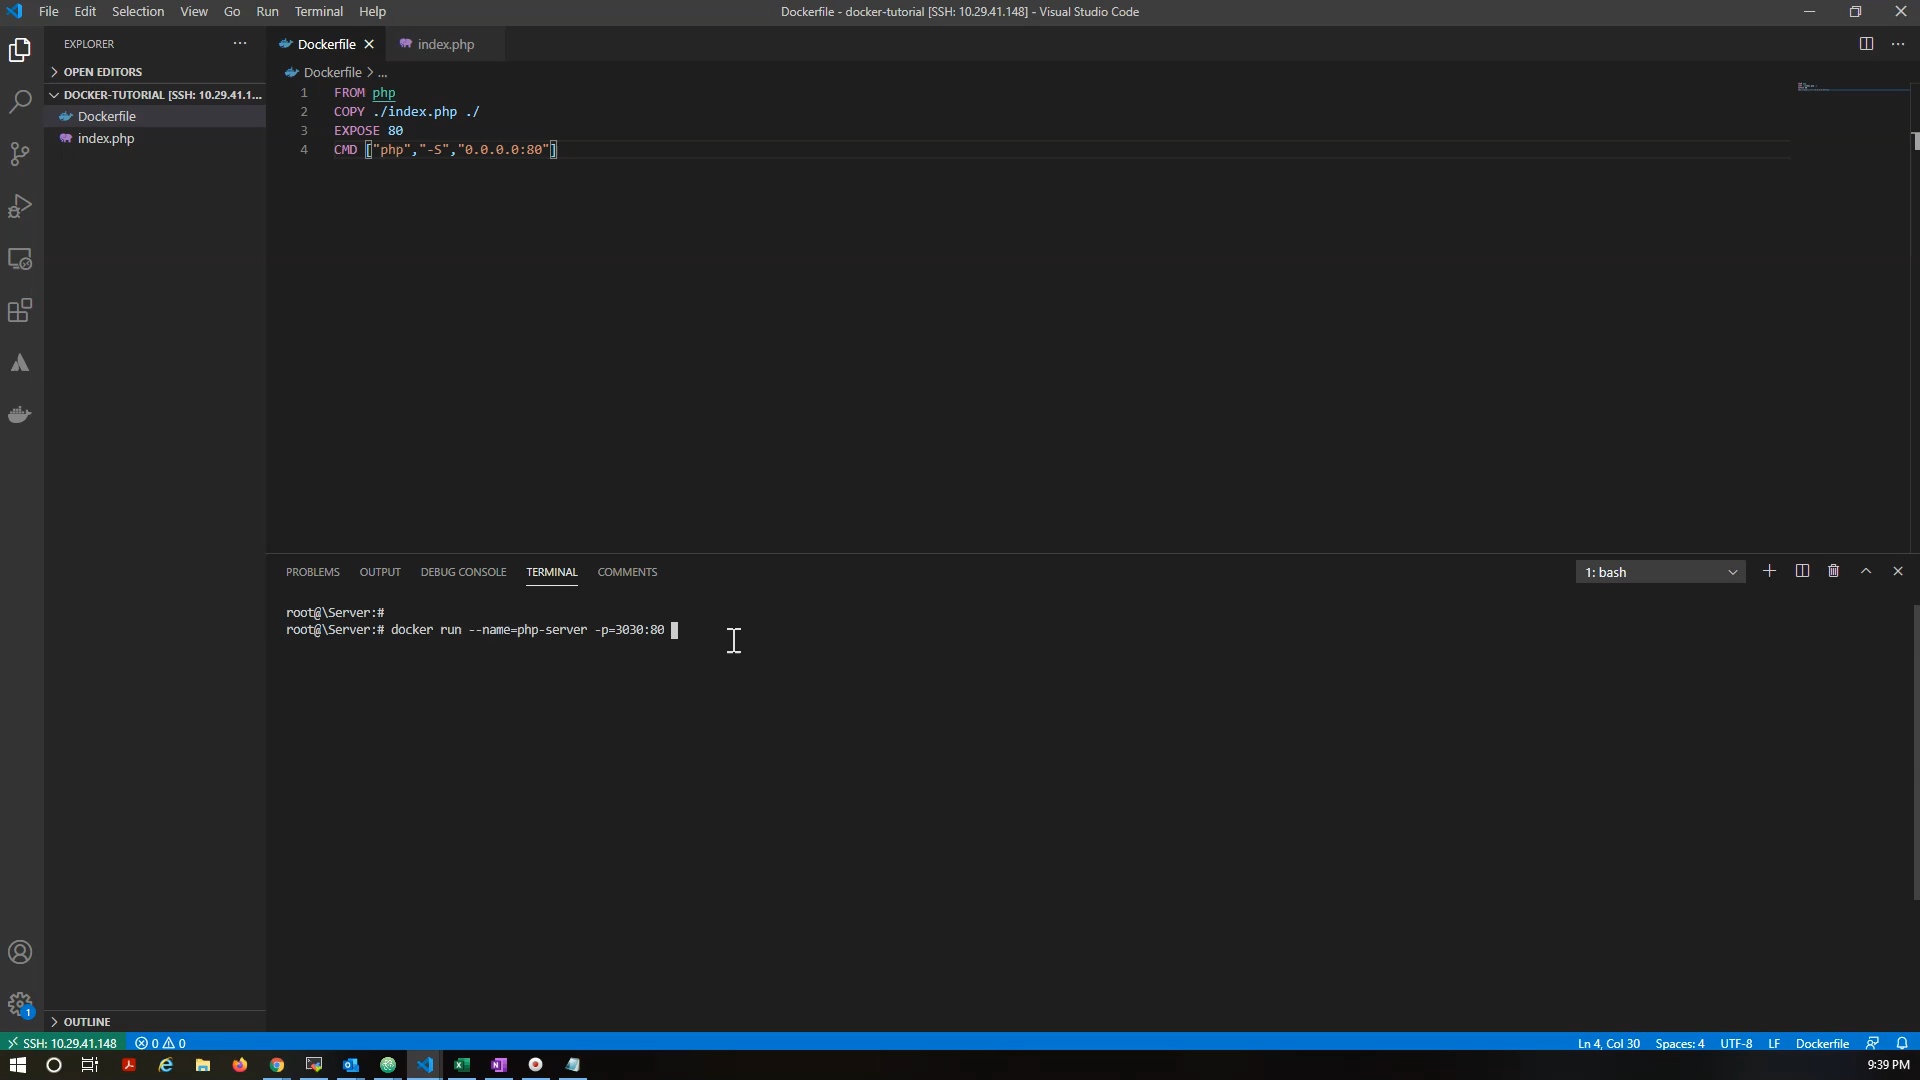 File Edit Selection View Go Run Terminal Help
Dockerfile - docker-tutorial [SSH: 10.29.41.148] - Visual Studio Code
EXPLORER
OPEN EDITORS
DOCKER-TUTORIAL [SSH: 10.29.41.1...
Dockerfile
index.php
Dockerfile index.php
Dockerfile > ...
1 FROM php
2 COPY ./index.php ./
3 EXPOSE 80
4 CMD ["php","-S","0.0.0.0:80"]
PROBLEMS OUTPUT DEBUG CONSOLE TERMINAL COMMENTS
1: bash
root@\Server:#
root@\Server:# docker run --name=php-server -p=3030:80
1
OUTLINE
SSH: 10.29.41.148 0 0
Ln 4, Col 30 Spaces: 4 UTF-8 LF Dockerfile
9:39 PM